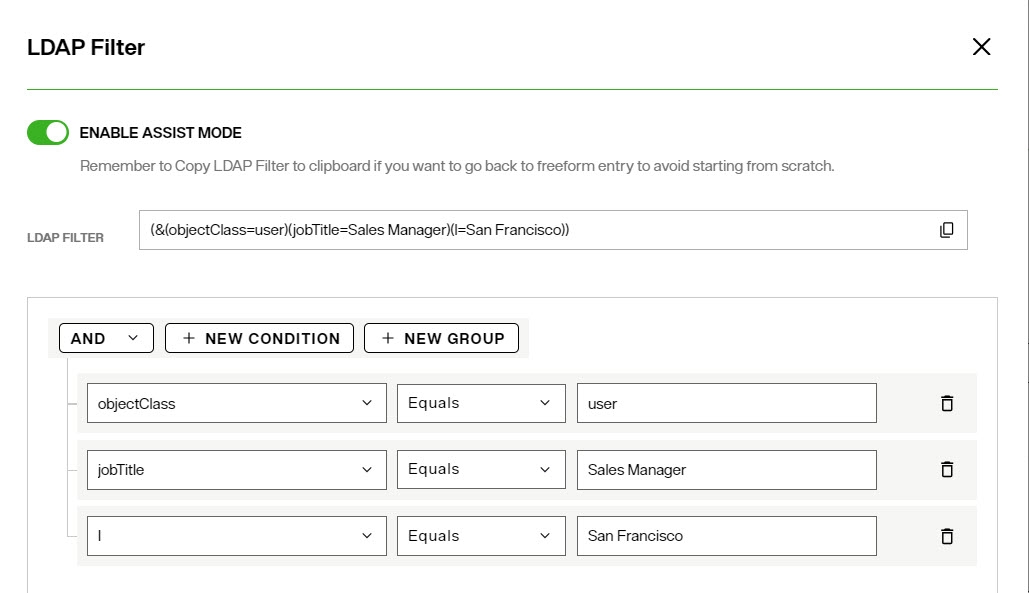 LDAP Filter
ENABLE ASSIST MODE
Remember to Copy LDAP Filter to clipboard if you want to go back to freeform entry to avoid starting from scratch.
LDAP FILTER (&(objectClass=user)(jobTitle=Sales Manager)(l=San Francisco))
AND + NEW CONDITION + NEW GROUP
objectClass Equals user
jobTitle Equals Sales Manager
l Equals San Francisco